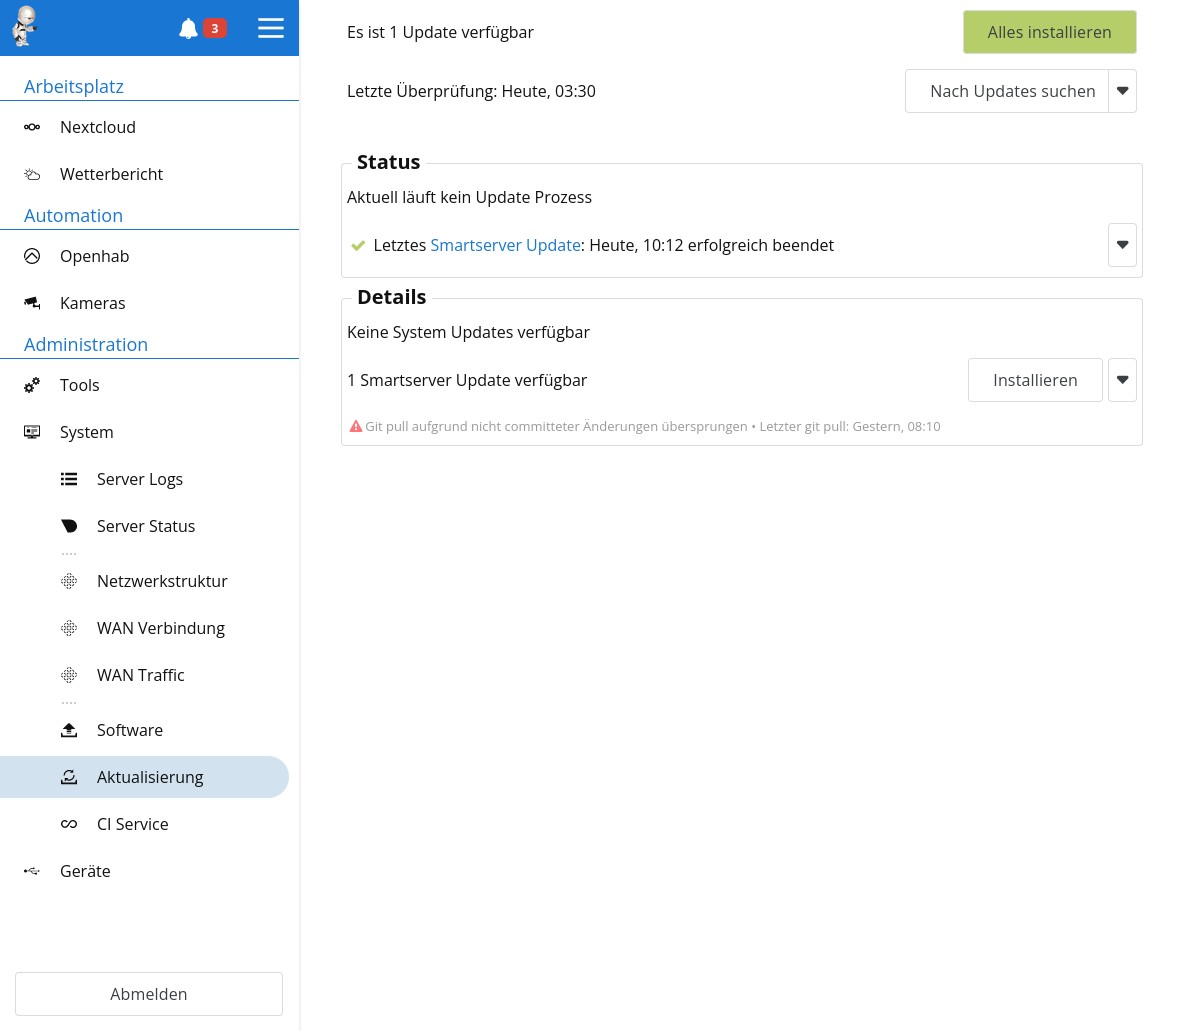 3
Arbeitsplatz
Nextcloud
Wetterbericht
Automation
Openhab
Kameras
Administration
Tools
System
Server Logs
Server Status
....
Netzwerkstruktur
WAN Verbindung
WAN Traffic
....
Software
Aktualisierung
CI Service
Geräte
Abmelden
Es ist 1 Update verfügbar
Alles installieren
Letzte Überprüfung: Heute, 03:30
Nach Updates suchen
Status
Aktuell läuft kein Update Prozess
Letztes Smartserver Update: Heute, 10:12 erfolgreich beendet
Details
Keine System Updates verfügbar
1 Smartserver Update verfügbar
Installieren
Git pull aufgrund nicht committeter Änderungen übersprungen • Letzter git pull: Gestern, 08:10